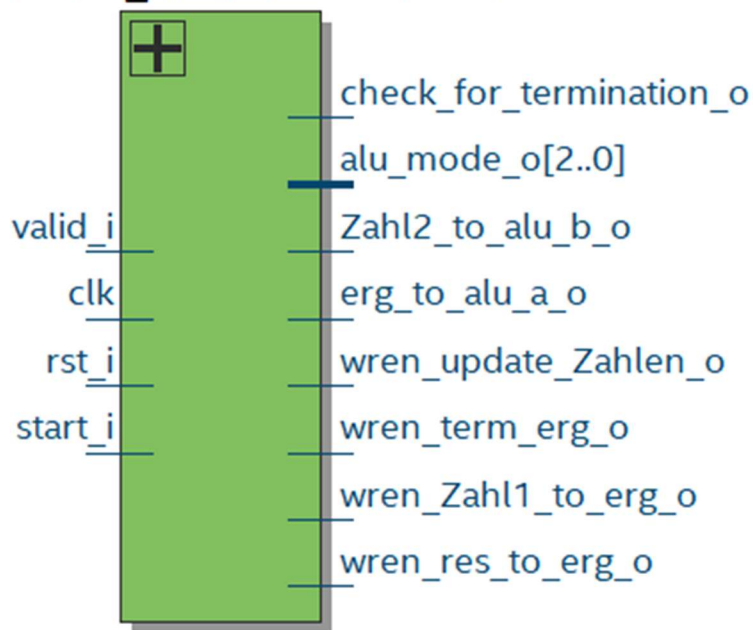 check_for_termination_o
alu_mode_o[2..0]
valid_i
Zahl2_to_alu_b_o
clk
erg_to_alu_a_o
rst_i
wren_update_Zahlen_o
start_i
wren_term_erg_o
wren_Zahl1_to_erg_o
wren_res_to_erg_o